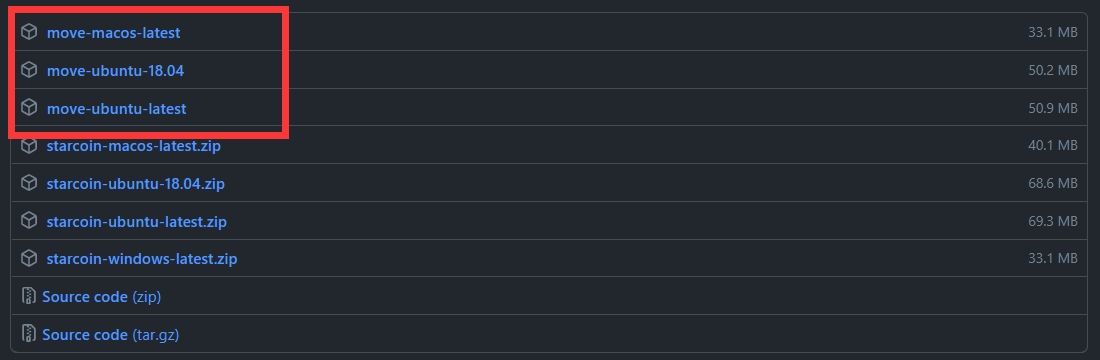 move-macos-latest 33.1 MB
move-ubuntu-18.04 50.2 MB
move-ubuntu-latest 50.9 MB
starcoin-macos-latest.zip 40.1 MB
starcoin-ubuntu-18.04.zip 68.6 MB
starcoin-ubuntu-latest.zip 69.3 MB
starcoin-windows-latest.zip 33.1 MB
Source code (zip)
Source code (tar.gz)